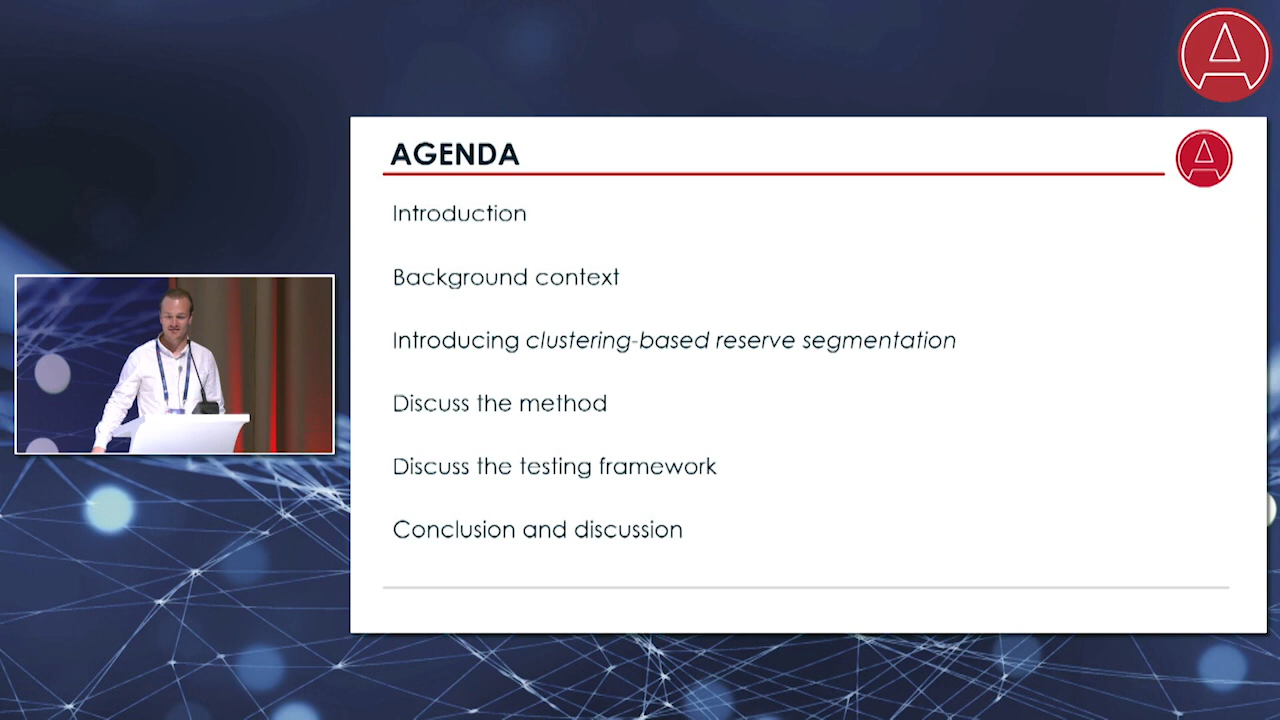 AGENDA
Introduction
Background context
Introducing clustering-based reserve segmentation
Discuss the method
Discuss the testing framework
Conclusion and discussion